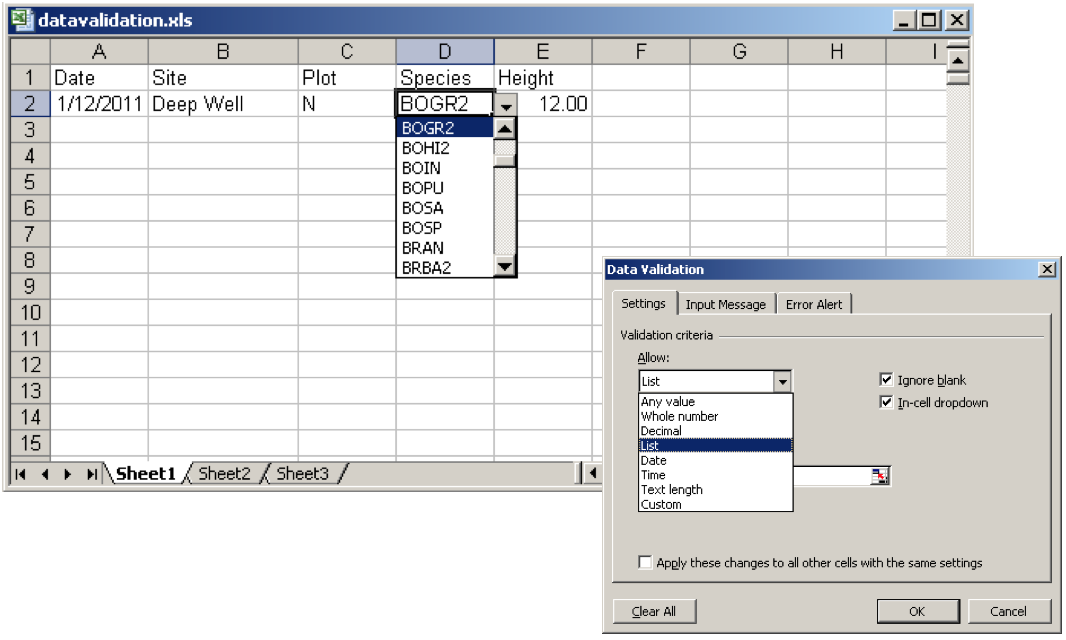 datavalidation.xls
A B C D E F G H I
1 Date Site Plot Species Height
2 1/12/2011 Deep Well N BOGR2 12.00
3 BOGR2
BOHI2
4 BOIN
5 BOPU
6 BOSA
7 BOSP
BRAN
8 BRBA2
9
10
11
12
13
14
15
Sheet1 Sheet2 Sheet3
Data Validation
Settings Input Message Error Alert
Validation criteria
Allow:
List Ignore blank
Any value In-cell dropdown
Whole number
Decimal
List
Date
Time
Text length
Custom
Apply these changes to all other cells with the same settings
Clear All OK Cancel